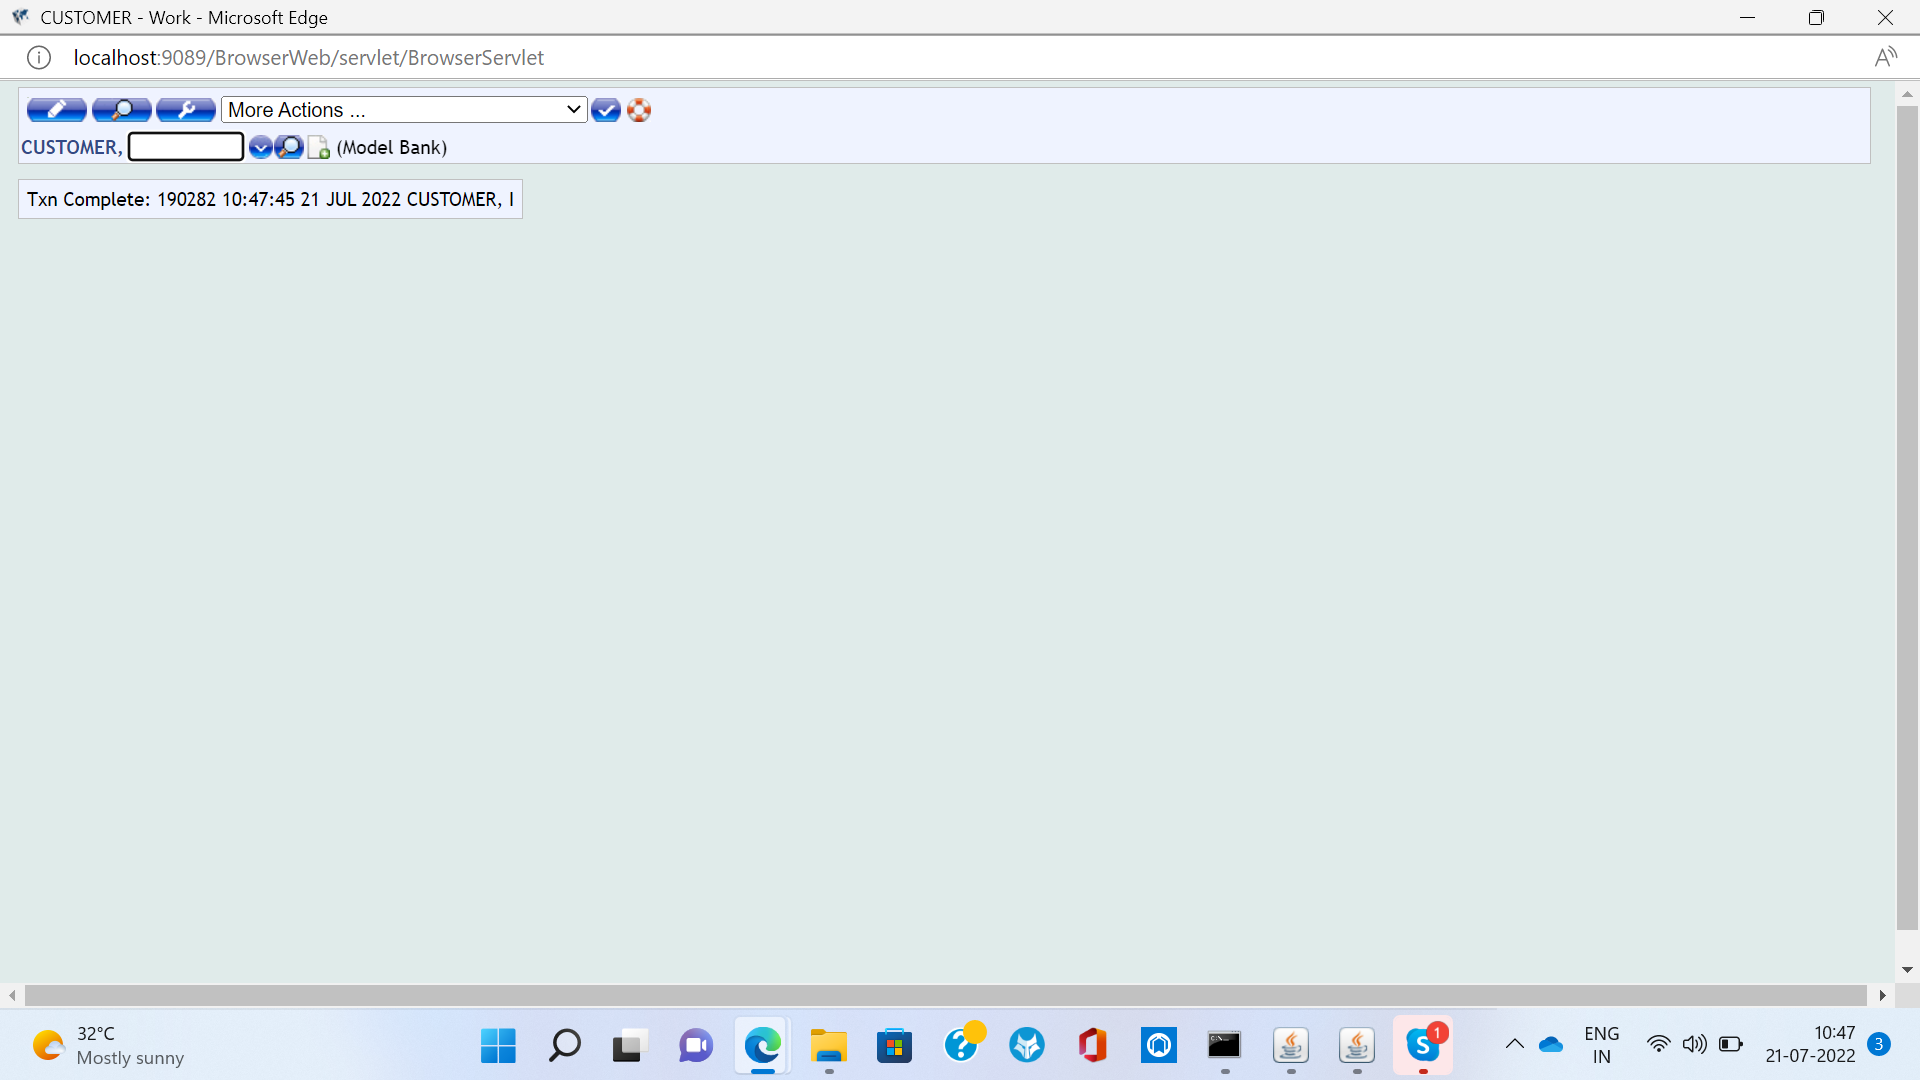 CUSTOMER - Work - Microsoft Edge
localhost:9089/BrowserWeb/servlet/BrowserServlet
A
More Actions ...
CUSTOMER,
(Model Bank)
Txn Complete: 190282 10:47:45 21 JUL 2022 CUSTOMER, I
32°C
Mostly sunny
C:\
S
1
ENG
IN
10:47
21-07-2022
3